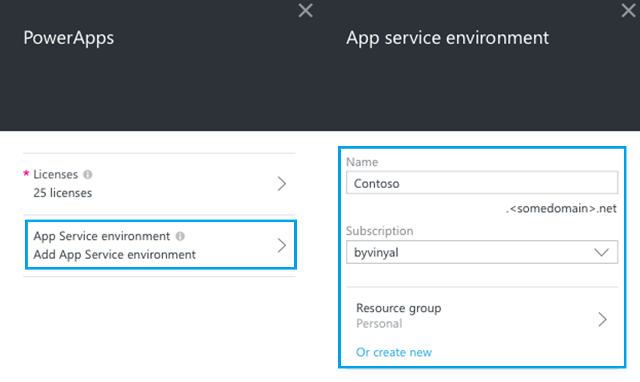 PowerApps
* Licenses
25 licenses
App Service environment
Add App Service environment
App service environment
Name
Contoso
.<somedomain>.net
Subscription
byvinyal
Resource group
Personal
Or create new